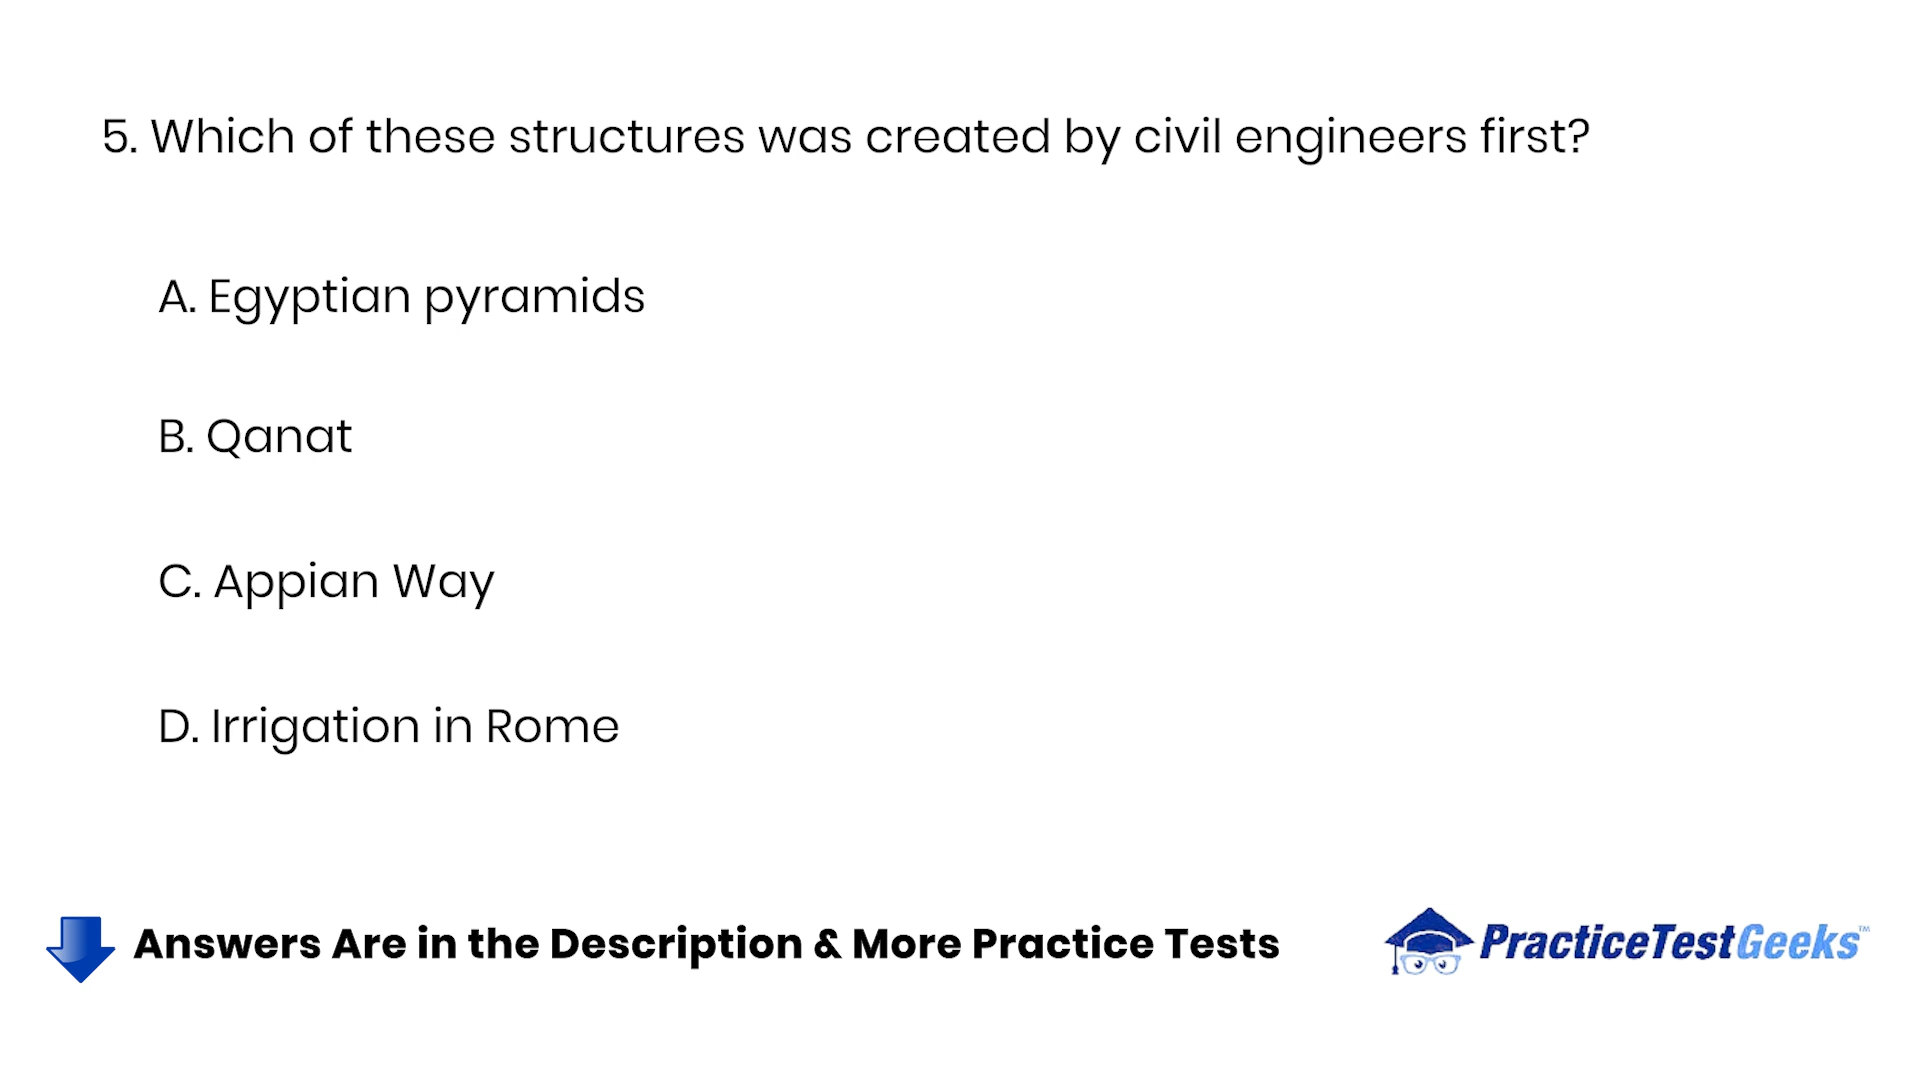 5. Which of these structures was created by civil engineers first?
A. Egyptian pyramids
B. Qanat
C. Appian Way
D. Irrigation in Rome
Answers Are in the Description & More Practice Tests
PracticeTestGeeks™